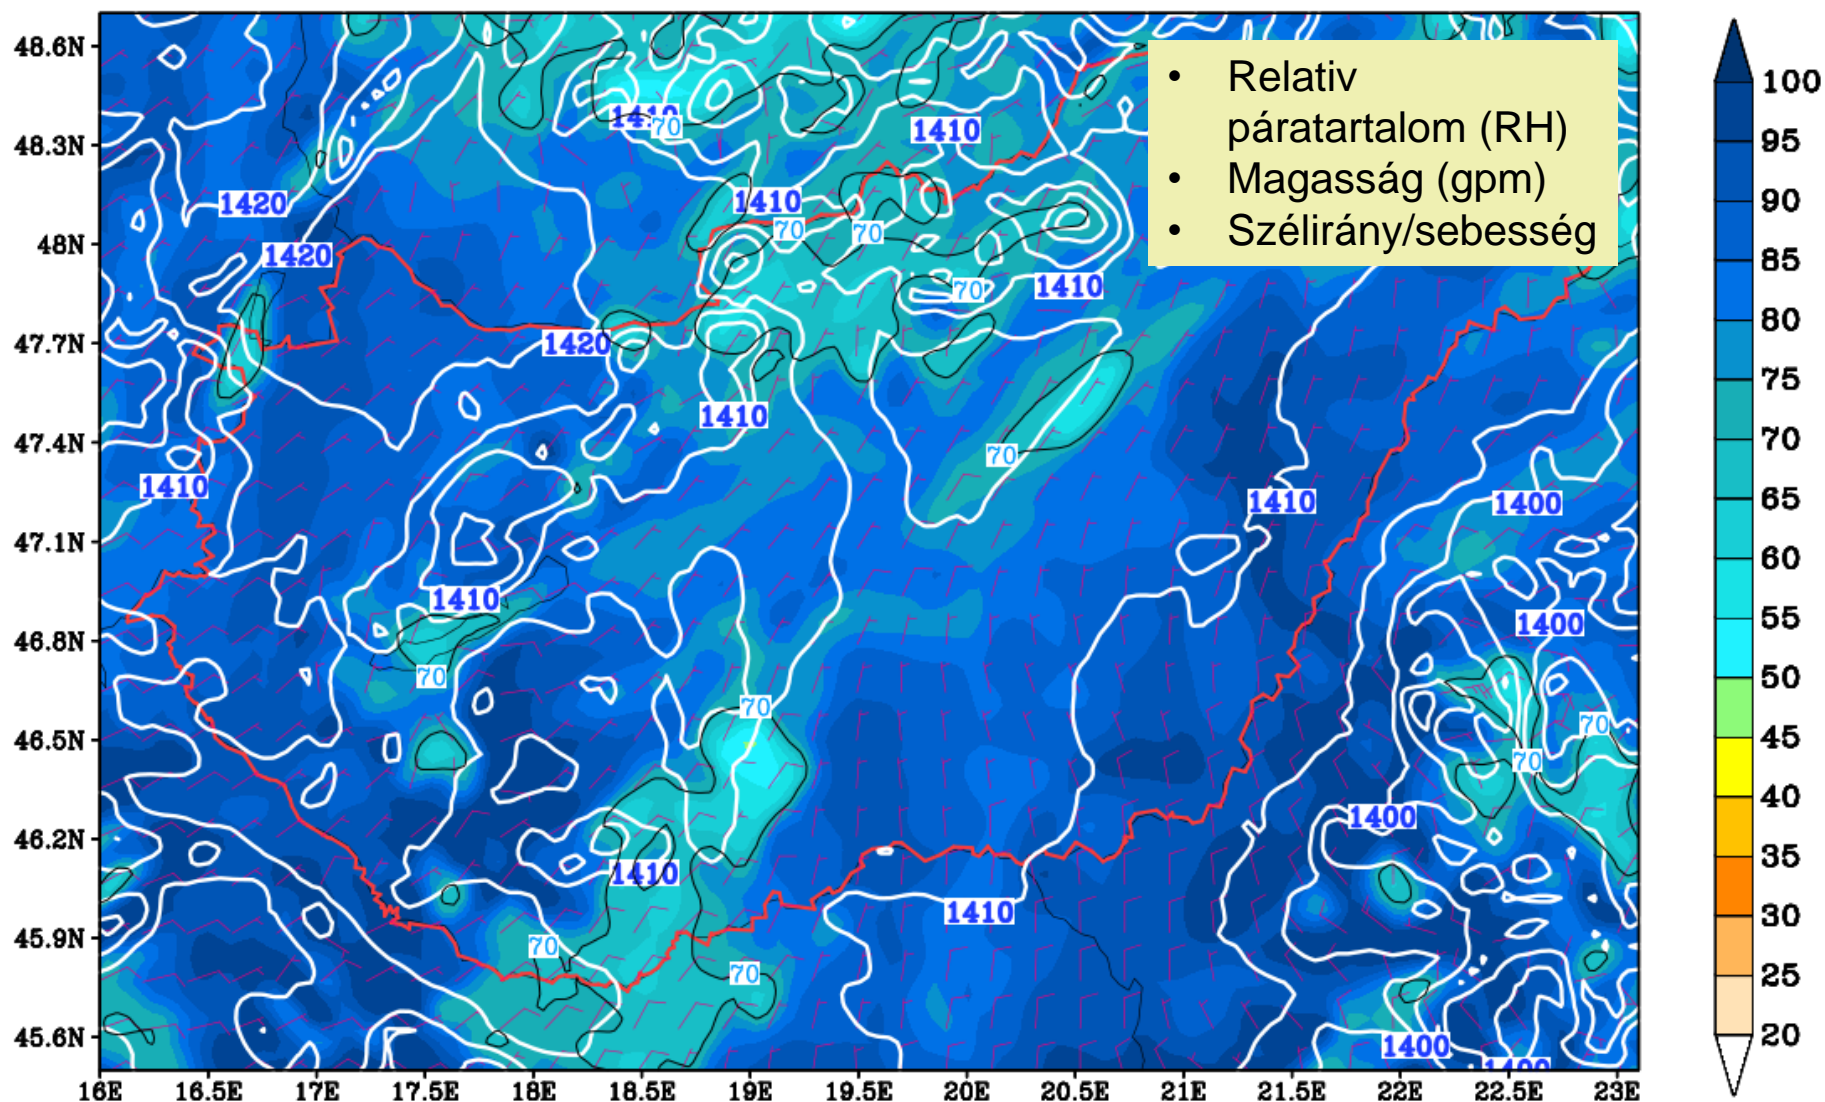 48.6N
48.3N
48N
47.7N
47.4N
47.1N
46.8N
46.5N
46.2N
45.9N
45.6N
16E 16.5E 17E 17.5E 18E 18.5E 19E 19.5E 20E 20.5E 21E 21.5E 22E 22.5E 23E
• Relativ
páratartalom (RH)
• Magasság (gpm)
• Szélirány/sebesség
1410
70
1410
1420
1410
70
70
1420
1410
70
1420
1410
70
1410
1410
1400
1410
1400
70
70
70
70
1400
1410
1410
70
70
1400
1400
100
95
90
85
80
75
70
65
60
55
50
45
40
35
30
25
20